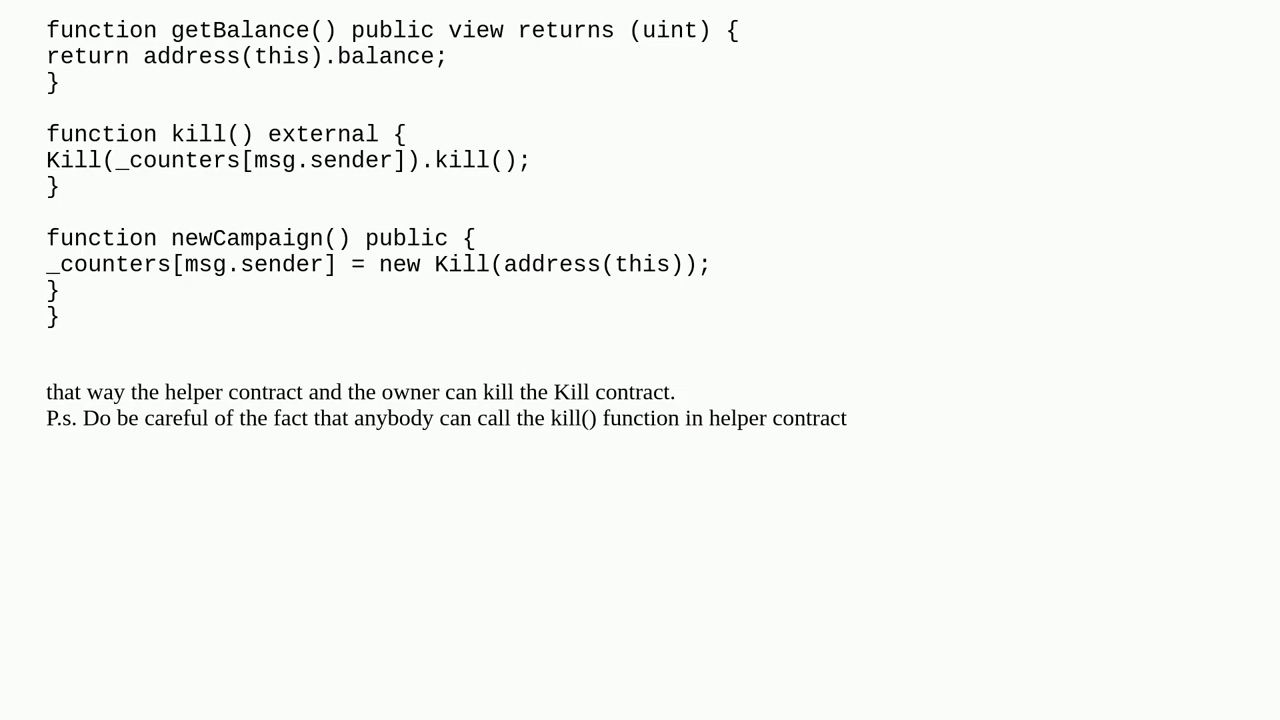 function getBalance() public view returns (uint) {
return address(this).balance;
}
function kill() external {
Kill(_counters[msg.sender]).kill();
}
function newCampaign() public {
_counters[msg.sender] = new Kill(address(this));
}
}
that way the helper contract and the owner can kill the Kill contract.
P.s. Do be careful of the fact that anybody can call the kill() function in helper contract